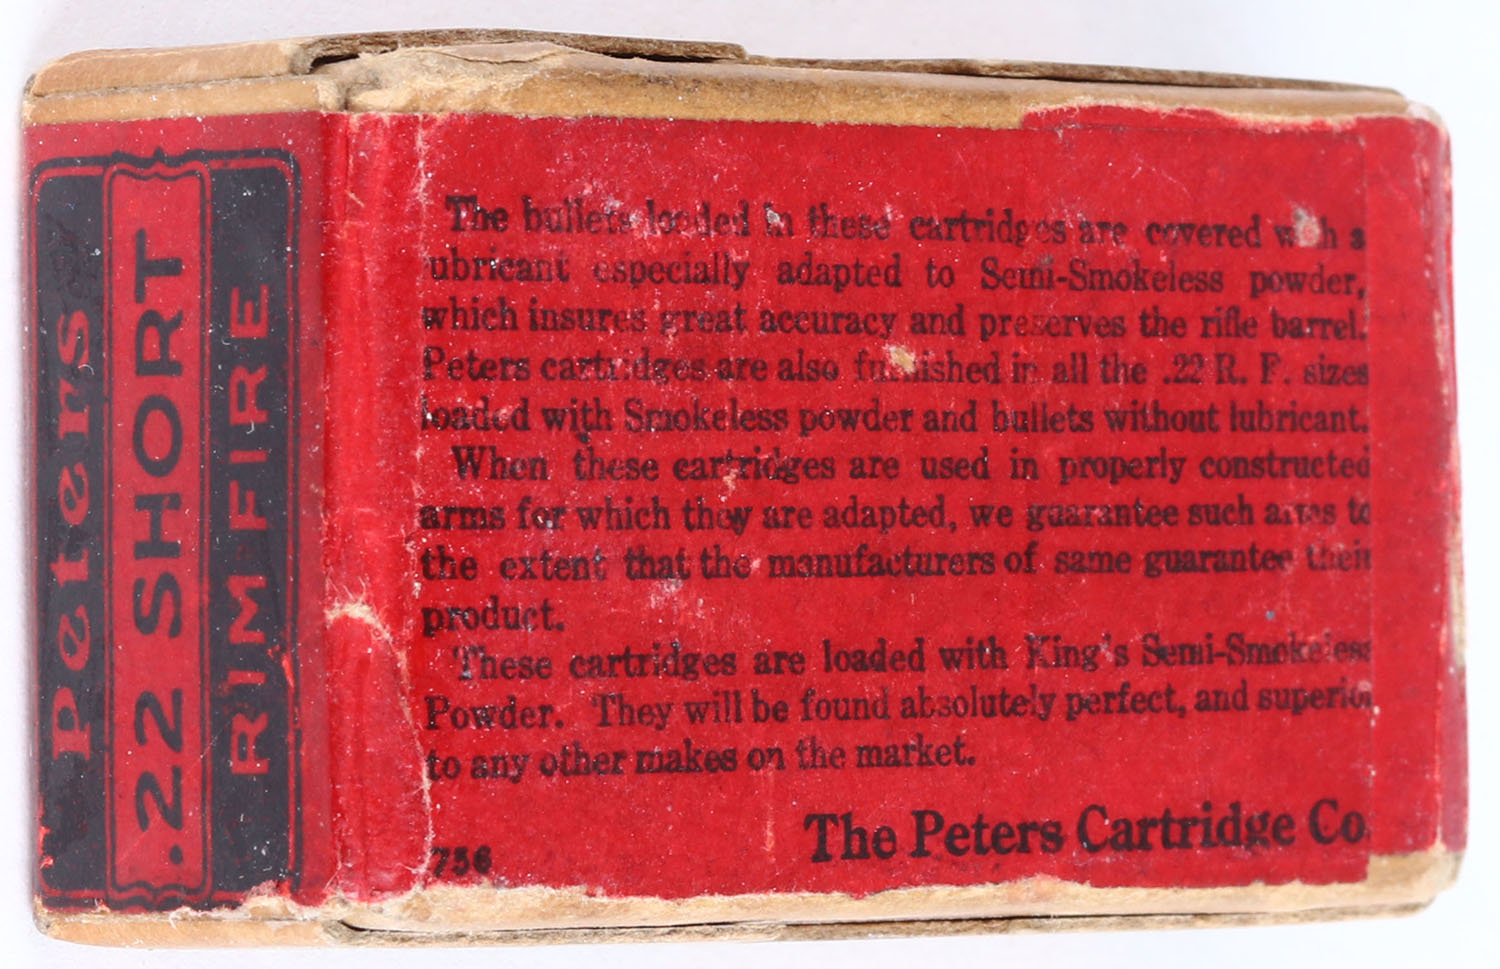 Peters
.22 SHORT
RIM FIRE
The bullets loaded in these cartridges are covered with a
lubricant especially adapted to Semi-Smokeless powder,
which insures great accuracy and preserves the rifle barrel.
Peters cartridges are also furnished in all the .22 R. F. sizes
loaded with Smokeless powder and bullets without lubricant.
When these cartridges are used in properly constructed
arms for which they are adapted, we guarantee such arms to
the extent that the manufacturers of same guarantee their
product.
These cartridges are loaded with King's Semi-Smokeless
Powder. They will be found absolutely perfect, and superior
to any other makes on the market.
The Peters Cartridge Co.
756